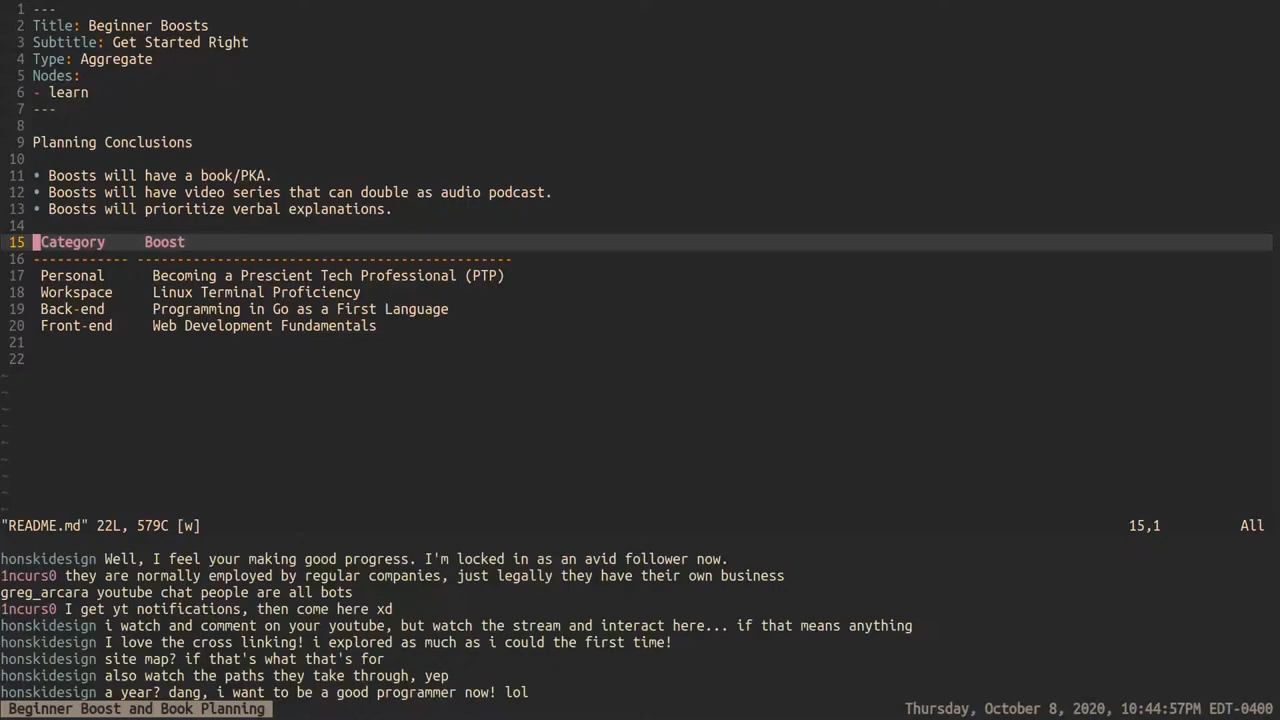 1 ---
2 Title: Beginner Boosts
3 Subtitle: Get Started Right
4 Type: Aggregate
5 Nodes:
6 - learn
7 ---
8
9 Planning Conclusions
10
11 • Boosts will have a book/PKA.
12 • Boosts will have video series that can double as audio podcast.
13 • Boosts will prioritize verbal explanations.
14
15 Category Boost
16 ------------ -----------------------------------------------
17 Personal Becoming a Prescient Tech Professional (PTP)
18 Workspace Linux Terminal Proficiency
19 Back-end Programming in Go as a First Language
20 Front-end Web Development Fundamentals
21
22
~
~
~
~
~
~
~
~
~
"README.md" 22L, 579C [w] 15,1 All
honskidesign Well, I feel your making good progress. I'm locked in as an avid follower now.
1ncurs0 they are normally employed by regular companies, just legally they have their own business
greg_arcara youtube chat people are all bots
1ncurs0 I get yt notifications, then come here xd
honskidesign i watch and comment on your youtube, but watch the stream and interact here... if that means anything
honskidesign I love the cross linking! i explored as much as i could the first time!
honskidesign site map? if that's what that's for
honskidesign also watch the paths they take through, yep
honskidesign a year? dang, i want to be a good programmer now! lol
Beginner Boost and Book Planning Thursday, October 8, 2020, 10:44:57PM EDT-0400